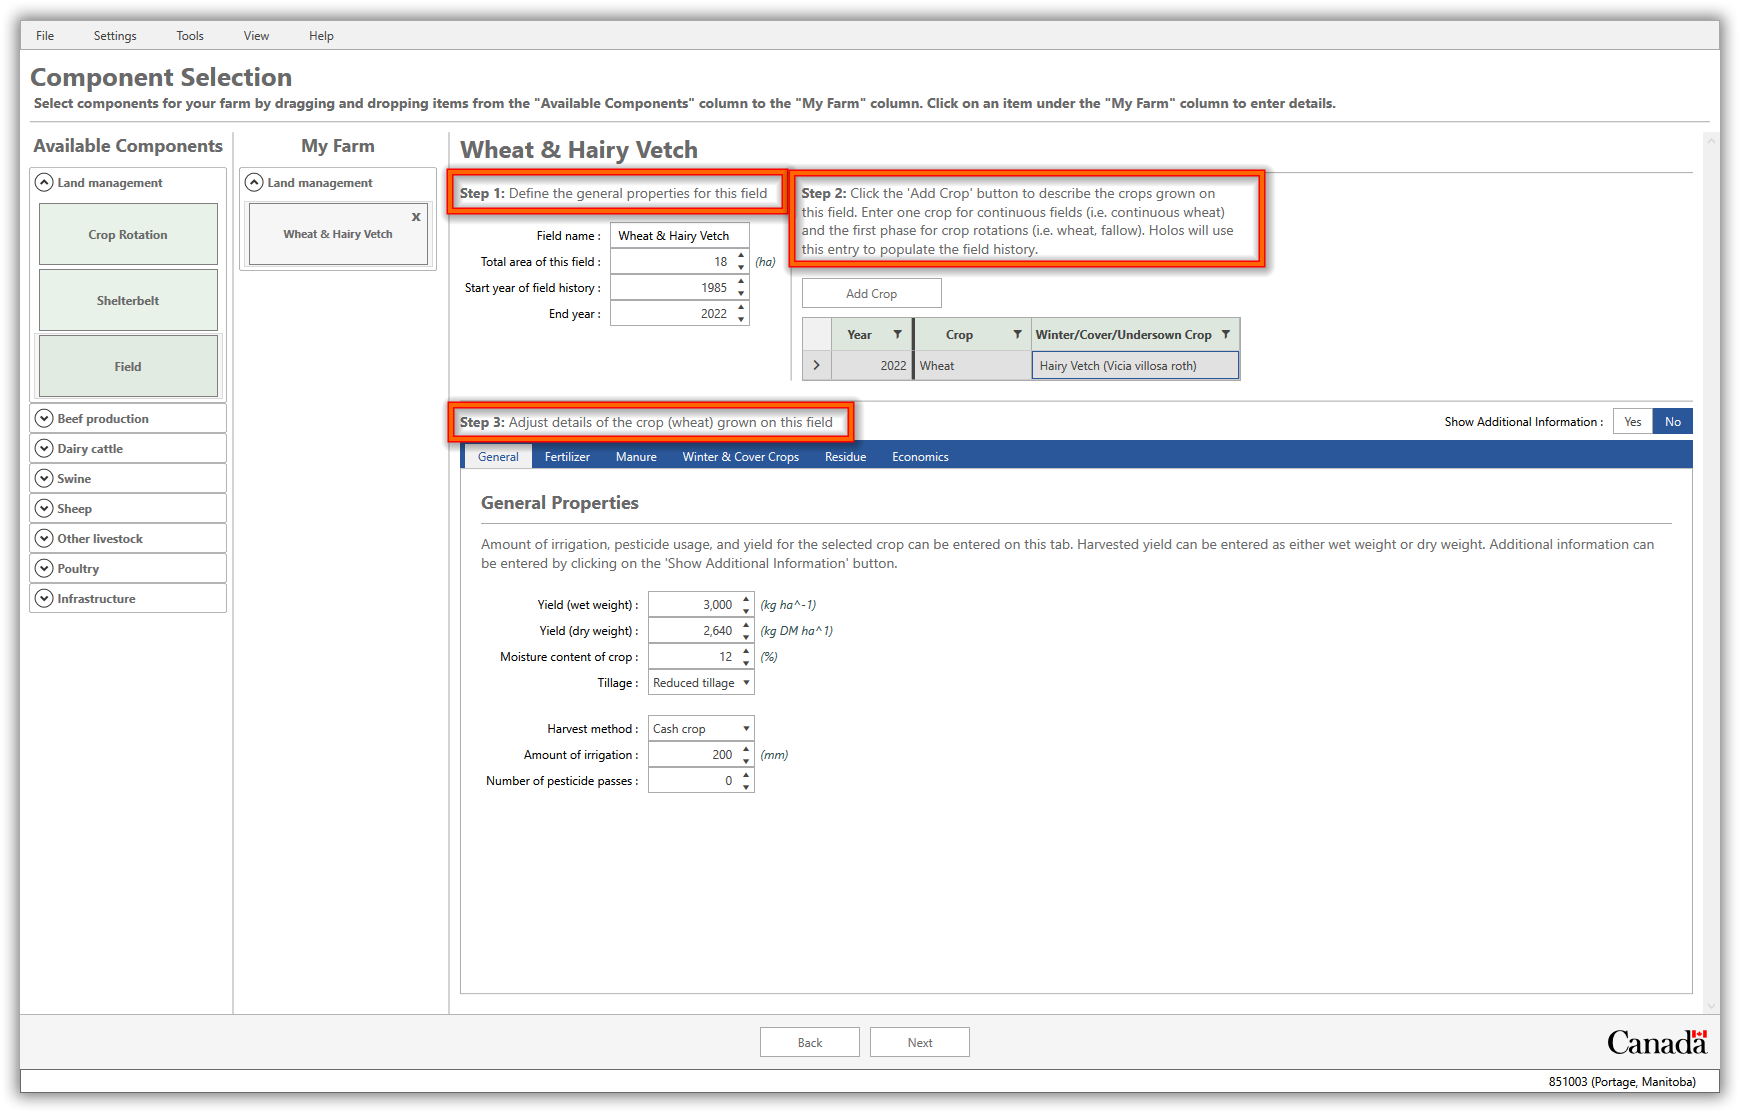 File Settings Tools View Help
Component Selection
Select components for your farm by dragging and dropping items from the "Available Components" column to the "My Farm" column. Click on an item under the "My Farm" column to enter details.
Available Components
Land management
Crop Rotation
Shelterbelt
Field
Beef production
Dairy cattle
Swine
Sheep
Other livestock
Poultry
Infrastructure
My Farm
Land management
x
Wheat & Hairy Vetch
Wheat & Hairy Vetch
Step 1: Define the general properties for this field
Field name : Wheat & Hairy Vetch
Total area of this field : 18 (ha)
Start year of field history : 1985
End year : 2022
Step 2: Click the 'Add Crop' button to describe the crops grown on
this field. Enter one crop for continuous fields (i.e. continuous wheat)
and the first phase for crop rotations (i.e. wheat, fallow). Holos will use
this entry to populate the field history.
Add Crop
Year Crop Winter/Cover/Undersown Crop
2022 Wheat Hairy Vetch (Vicia villosa roth)
Step 3: Adjust details of the crop (wheat) grown on this field
Show Additional Information : Yes No
General Fertilizer Manure Winter & Cover Crops Residue Economics
General Properties
Amount of irrigation, pesticide usage, and yield for the selected crop can be entered on this tab. Harvested yield can be entered as either wet weight or dry weight. Additional information can
be entered by clicking on the 'Show Additional Information' button.
Yield (wet weight) : 3,000 (kg ha^-1)
Yield (dry weight) : 2,640 (kg DM ha^1)
Moisture content of crop : 12 (%)
Tillage : Reduced tillage
Harvest method : Cash crop
Amount of irrigation : 200 (mm)
Number of pesticide passes : 0
Back Next
Canada
851003 (Portage, Manitoba)